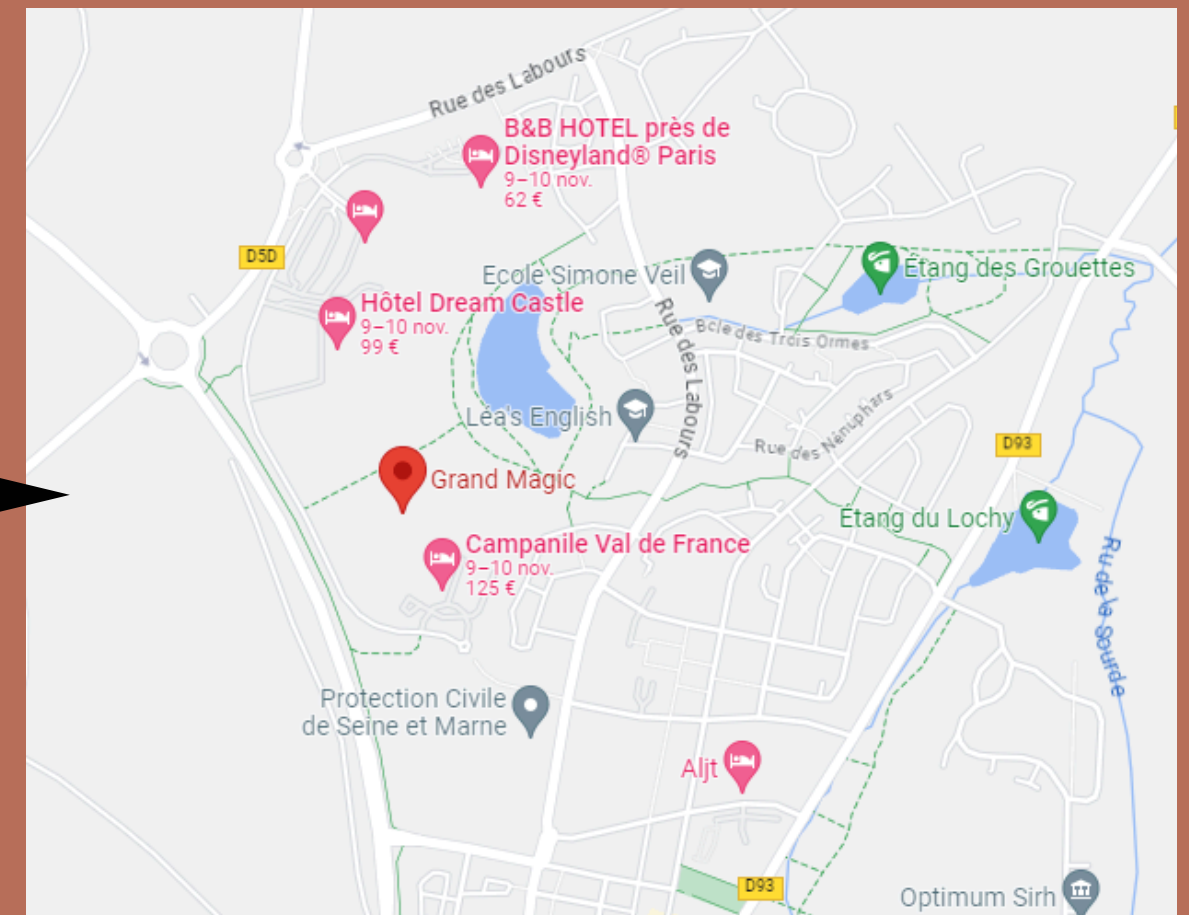 Rue des Labours
B&B HOTEL près de
Disneyland® Paris
9–10 nov.
62 €
D5D
Ecole Simone Veil
Étang des Grouettes
Hôtel Dream Castle
9–10 nov.
99 €
Rue des Labours
Bcle des Trois Ormes
Léa's English
Rue des Nénuphars
D93
Grand Magic
Étang du Lochy
Campanile Val de France
9–10 nov.
125 €
Ru de la Sourde
Protection Civile
de Seine et Marne
Aljt
D93
Optimum Sirh